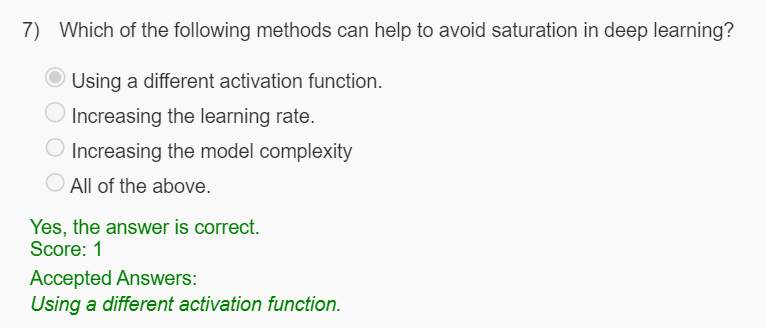 7) Which of the following methods can help to avoid saturation in deep learning?
Using a different activation function.
Increasing the learning rate.
Increasing the model complexity
All of the above.
Yes, the answer is correct.
Score: 1
Accepted Answers:
Using a different activation function.